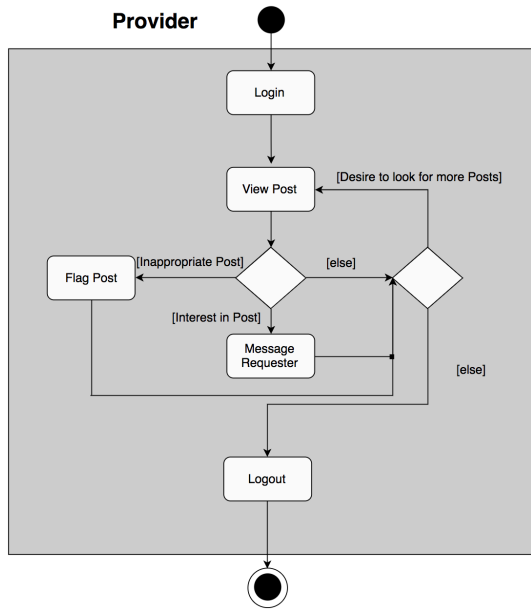 Provider
Login
[Desire to look for more Posts]
View Post
[Inappropriate Post]
[else]
Flag Post
[Interest in Post]
Message
Requester
[else]
Logout